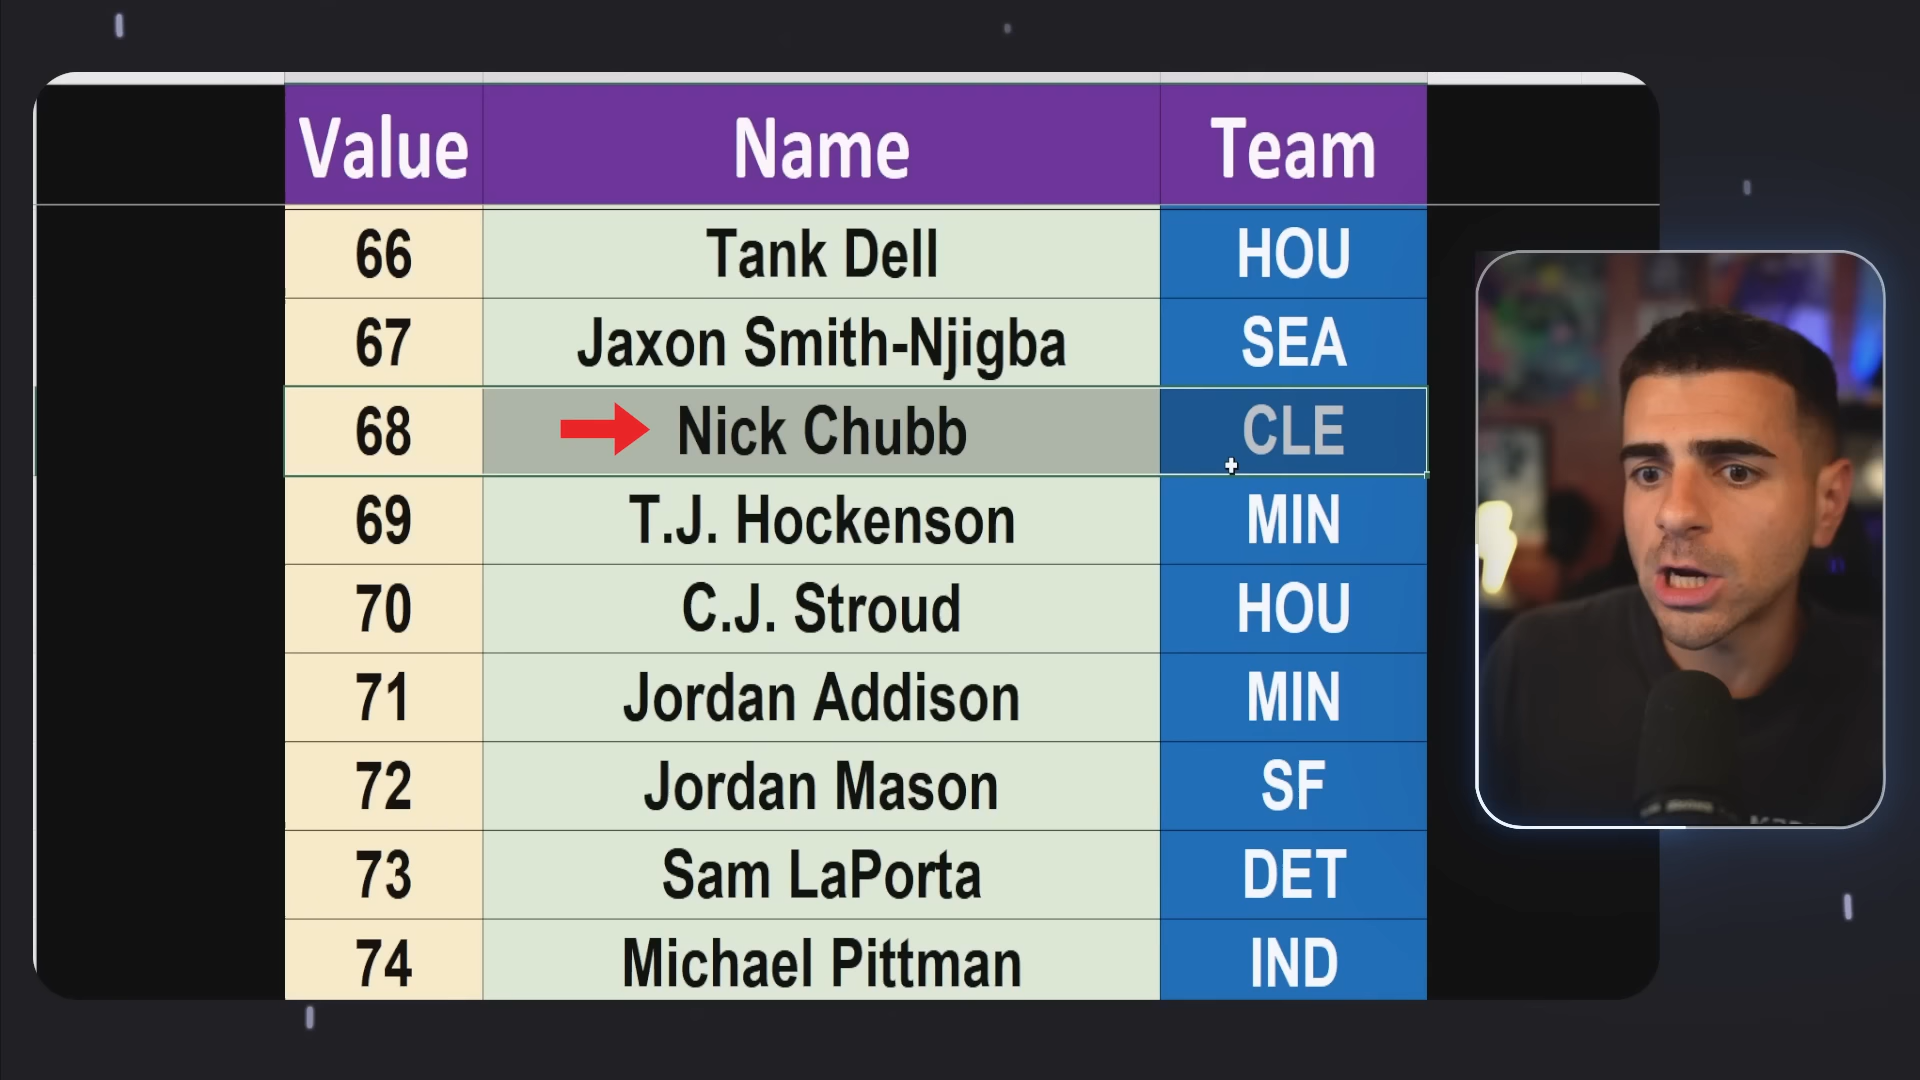 Value Name Team
66 Tank Dell HOU
67 Jaxon Smith-Njigba SEA
68 Nick Chubb CLE
69 T.J. Hockenson MIN
70 C.J. Stroud HOU
71 Jordan Addison MIN
72 Jordan Mason SF
73 Sam LaPorta DET
74 Michael Pittman IND